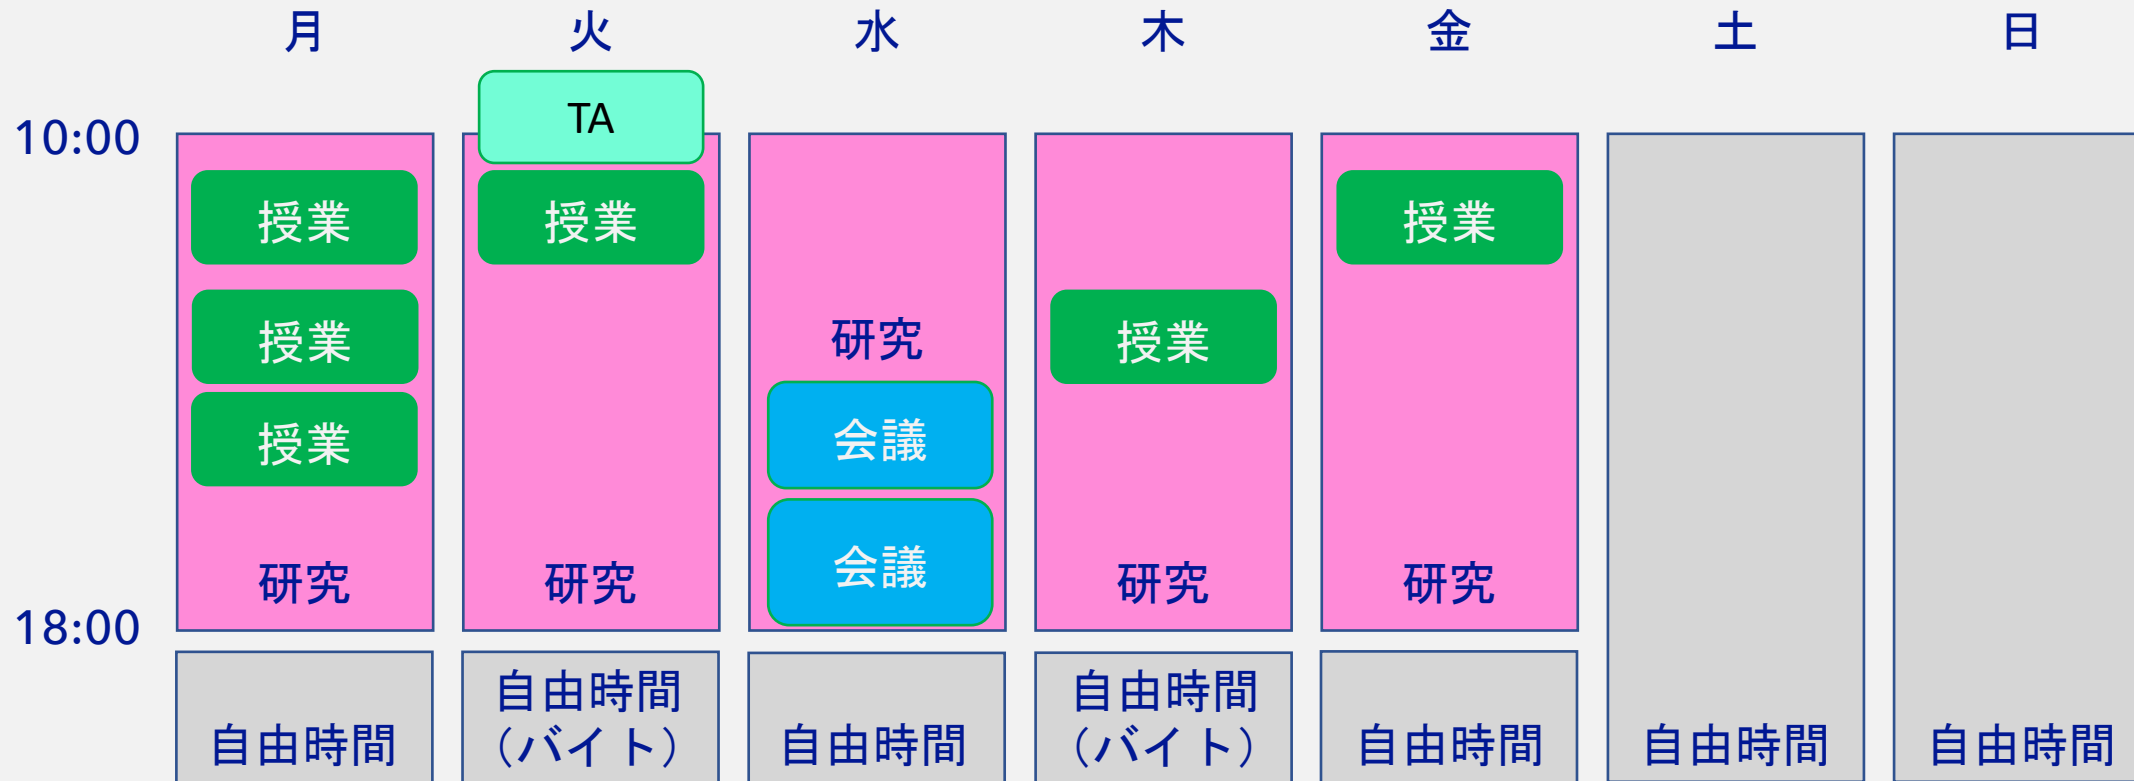 月 火 水 木 金 土 日
TA
10:00
授業 授業 授業
研究
授業 授業
授業 会議
会議
研究 研究 研究 研究
18:00
自由時間 自由時間
(バイト) (バイト)
自由時間 自由時間 自由時間 自由時間 自由時間